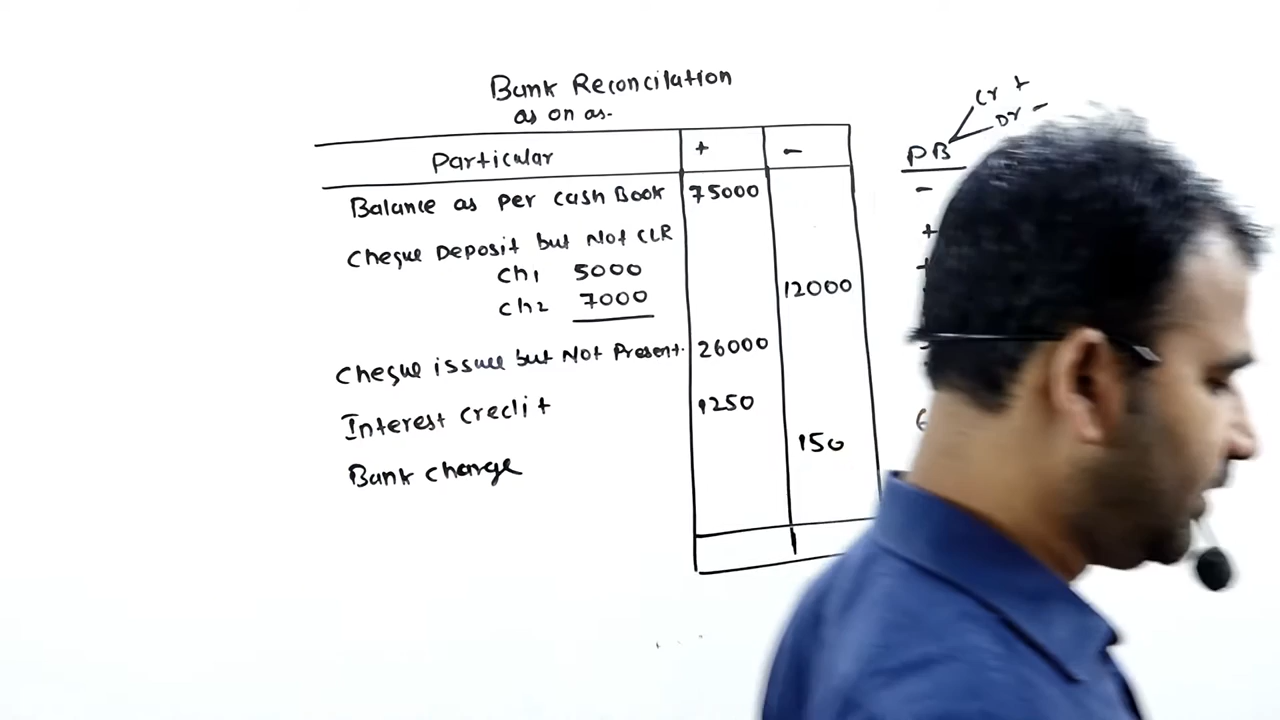 Bank Reconcilation
as on as.
Particular + -
Balance as per cash Book 75000
Cheque Deposit but Not CLR
Ch1 5000
Ch2 7000 12000
Cheque issue but Not Present. 26000
Interest credit 1250
Bank charge 150
Cr +
Dr -
PB
-
+
+